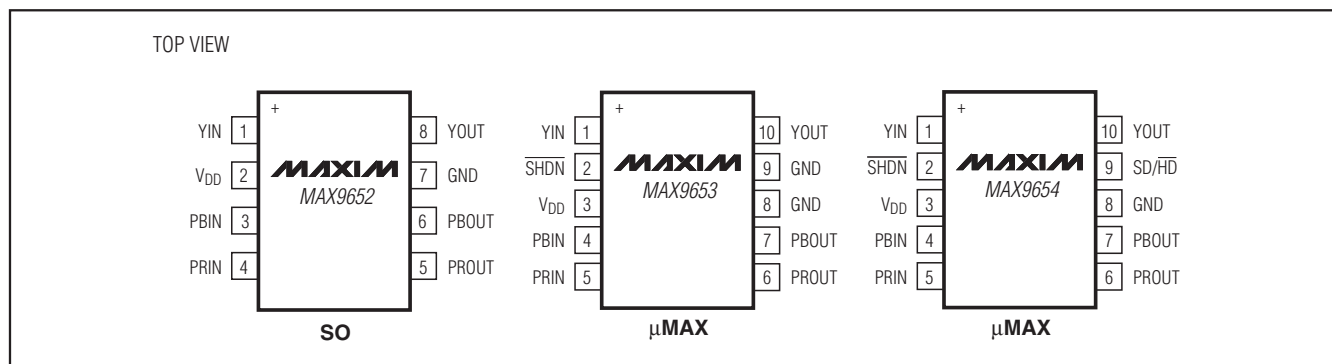 TOP VIEW
+
YIN 1
VDD 2
PBIN 3
PRIN 4
MAXIM
MAX9652
8 YOUT
7 GND
6 PBOUT
5 PROUT
SO
+
YIN 1
SHDN 2
VDD 3
PBIN 4
PRIN 5
MAXIM
MAX9653
10 YOUT
9 GND
8 GND
7 PBOUT
6 PROUT
μMAX
+
YIN 1
SHDN 2
VDD 3
PBIN 4
PRIN 5
MAXIM
MAX9654
10 YOUT
9 SD/HD
8 GND
7 PBOUT
6 PROUT
μMAX